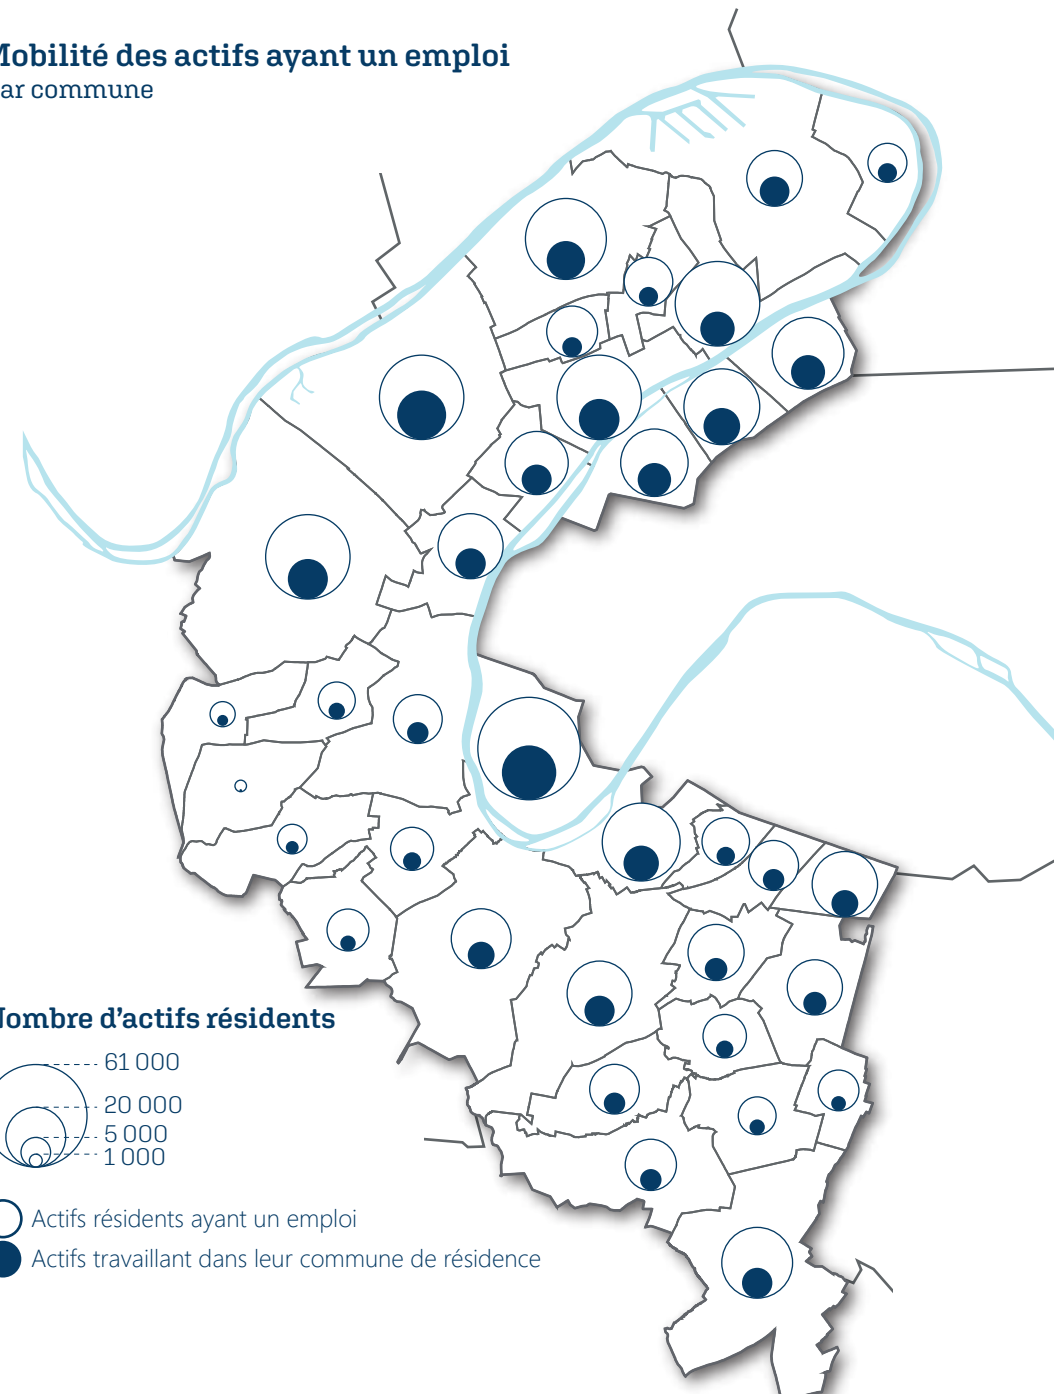 Mobilité des actifs ayant un emploi
par commune
Nombre d’actifs résidents
61 000
20 000
5 000
1 000
Actifs résidents ayant un emploi
Actifs travaillant dans leur commune de résidence